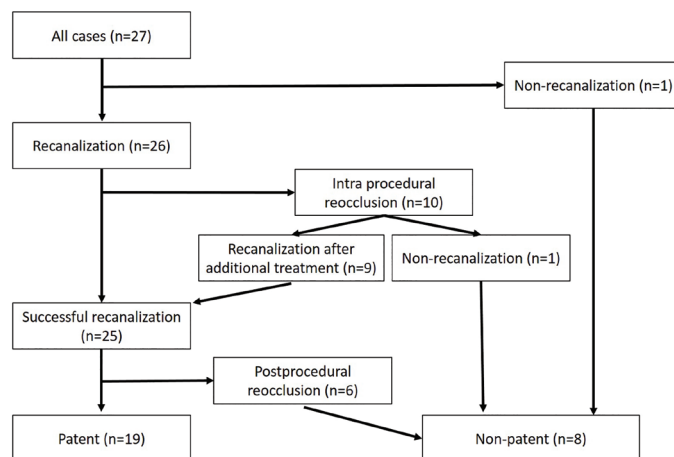 All cases (n=27)
Non-recanalization (n=1)
Recanalization (n=26)
Intra procedural
reocclusion (n=10)
Recanalization after
additional treatment (n=9)
Non-recanalization (n=1)
Successful recanalization
(n=25)
Postprocedural
reocclusion (n=6)
Patent (n=19)
Non-patent (n=8)